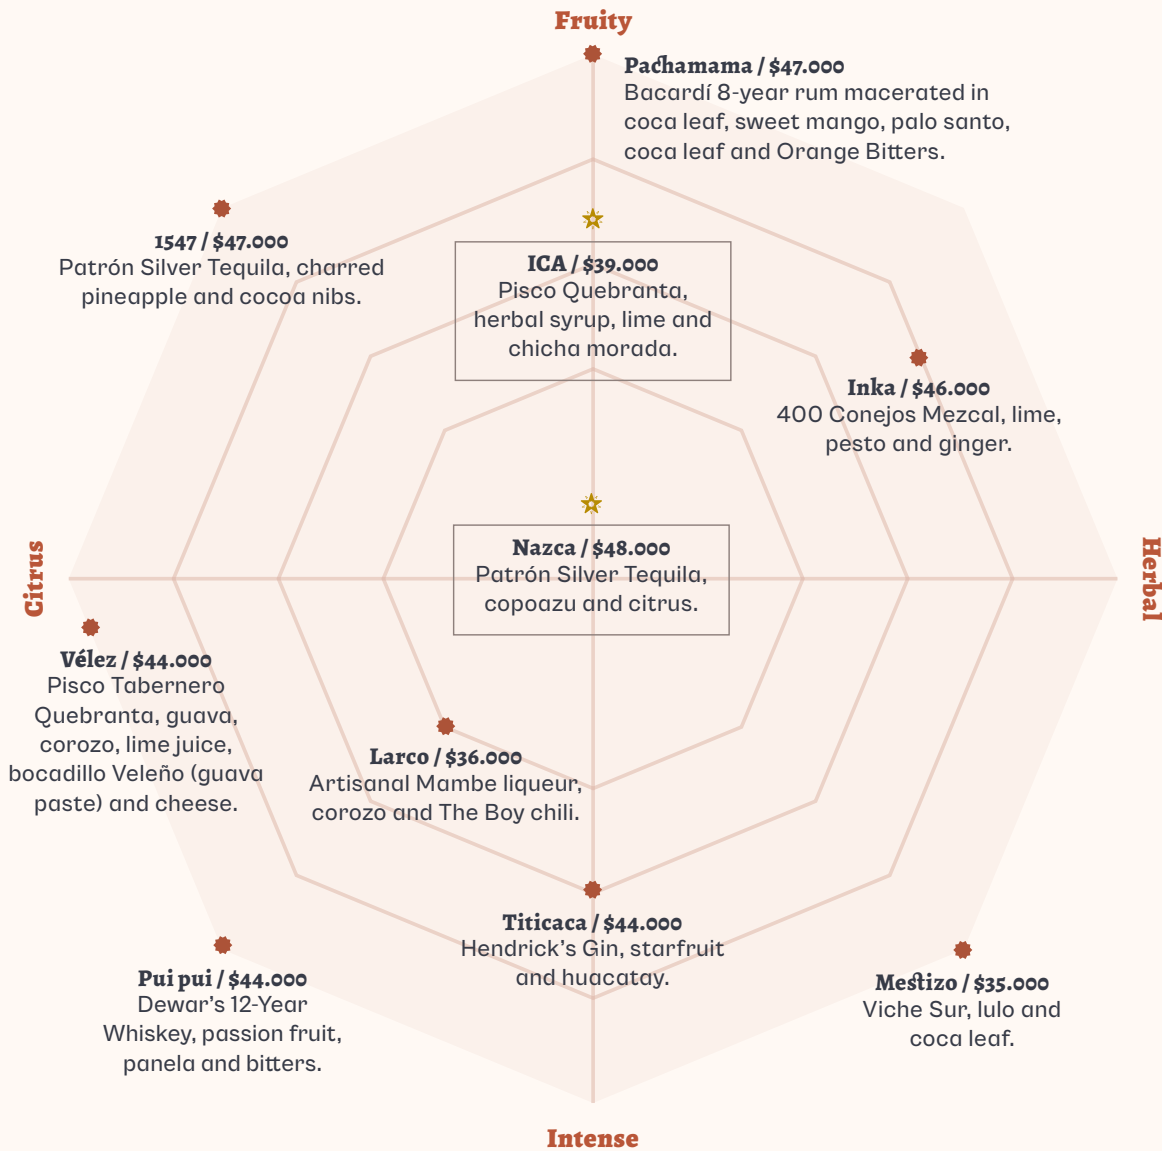 Fruity
Pachamama / $47.000
Bacardí 8-year rum macerated in
coca leaf, sweet mango, palo santo,
coca leaf and Orange Bitters.
1547 / $47.000
Patrón Silver Tequila, charred
pineapple and cocoa nibs.
ICA / $39.000
Pisco Quebranta,
herbal syrup, lime and
chicha morada.
Inka / $46.000
400 Conejos Mezcal, lime,
pesto and ginger.
Citrus
Herbal
Nazca / $48.000
Patrón Silver Tequila,
copoazu and citrus.
Vélez / $44.000
Pisco Tabernero
Quebranta, guava,
corozo, lime juice,
bocadillo Veleño (guava
paste) and cheese.
Larco / $36.000
Artisanal Mambe liqueur,
corozo and The Boy chili.
Titicaca / $44.000
Hendrick's Gin, starfruit
and huacatay.
Pui pui / $44.000
Dewar's 12-Year
Whiskey, passion fruit,
panela and bitters.
Mestizo / $35.000
Viche Sur, lulo and
coca leaf.
Intense